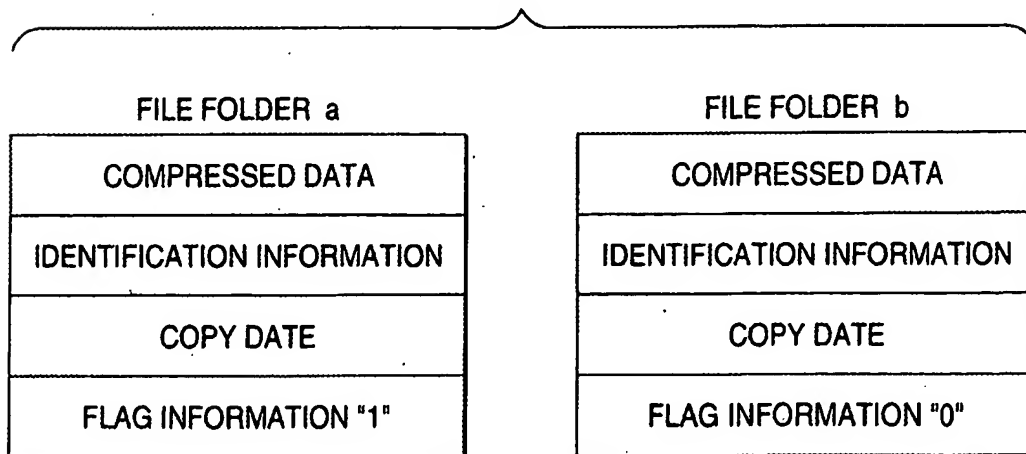 FILE FOLDER a
COMPRESSED DATA
IDENTIFICATION INFORMATION
COPY DATE
FLAG INFORMATION "1"
FILE FOLDER b
COMPRESSED DATA
IDENTIFICATION INFORMATION
COPY DATE
FLAG INFORMATION "0"